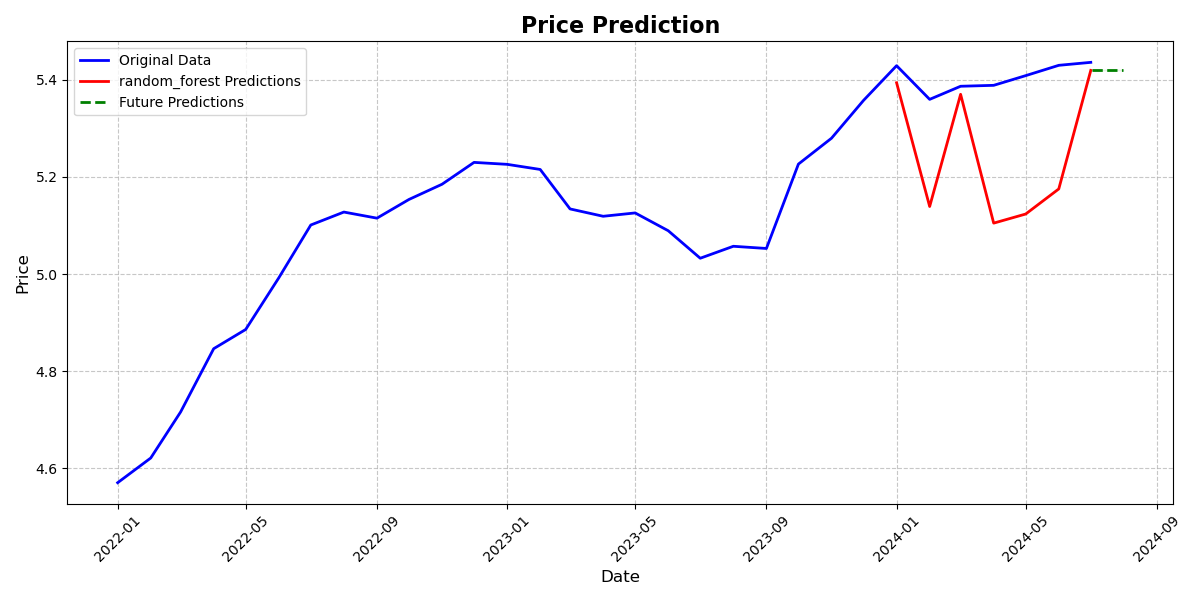 Price Prediction
Original Data
random_forest Predictions
Future Predictions
Price
5.4
5.2
5.0
4.8
4.6
2022-01
2022-05
2022-09
2023-01
2023-05
2023-09
2024-01
2024-05
2024-09
Date